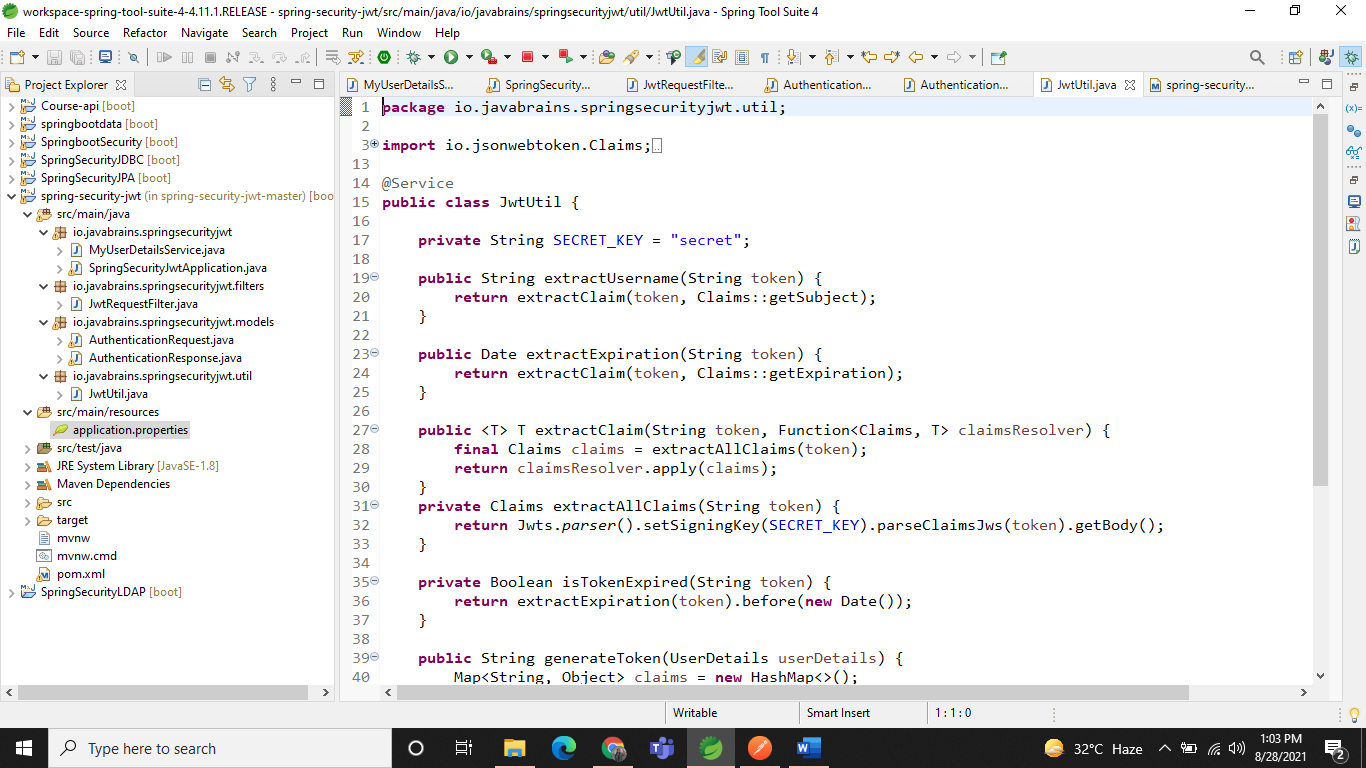 workspace-spring-tool-suite-4-4.11.1.RELEASE - spring-security-jwt/src/main/java/io/javabrains/springsecurityjwt/util/JwtUtil.java - Spring Tool Suite 4
File Edit Source Refactor Navigate Search Project Run Window Help
Project Explorer
Course-api [boot]
springbootdata [boot]
SpringbootSecurity [boot]
SpringSecurityJDBC [boot]
SpringSecurityJPA [boot]
spring-security-jwt (in spring-security-jwt-master) [boo
src/main/java
io.javabrains.springsecurityjwt
MyUserDetailsService.java
SpringSecurityJwtApplication.java
io.javabrains.springsecurityjwt.filters
JwtRequestFilter.java
io.javabrains.springsecurityjwt.models
AuthenticationRequest.java
AuthenticationResponse.java
io.javabrains.springsecurityjwt.util
JwtUtil.java
src/main/resources
application.properties
src/test/java
JRE System Library [JavaSE-1.8]
Maven Dependencies
src
target
mvnw
mvnw.cmd
pom.xml
SpringSecurityLDAP [boot]
MyUserDetailsS... SpringSecurity... JwtRequestFilte... Authentication... Authentication... JwtUtil.java spring-security...
1 package io.javabrains.springsecurityjwt.util;
2
3 import io.jsonwebtoken.Claims;
13
14 @Service
15 public class JwtUtil {
16
17 private String SECRET_KEY = "secret";
18
19 public String extractUsername(String token) {
20 return extractClaim(token, Claims::getSubject);
21 }
22
23 public Date extractExpiration(String token) {
24 return extractClaim(token, Claims::getExpiration);
25 }
26
27 public <T> T extractClaim(String token, Function<Claims, T> claimsResolver) {
28 final Claims claims = extractAllClaims(token);
29 return claimsResolver.apply(claims);
30 }
31 private Claims extractAllClaims(String token) {
32 return Jwts.parser().setSigningKey(SECRET_KEY).parseClaimsJws(token).getBody();
33 }
34
35 private Boolean isTokenExpired(String token) {
36 return extractExpiration(token).before(new Date());
37 }
38
39 public String generateToken(UserDetails userDetails) {
40 Map<String, Object> claims = new HashMap<>();
Writable Smart Insert 1 : 1 : 0
Type here to search
32°C Haze
1:03 PM
8/28/2021
2